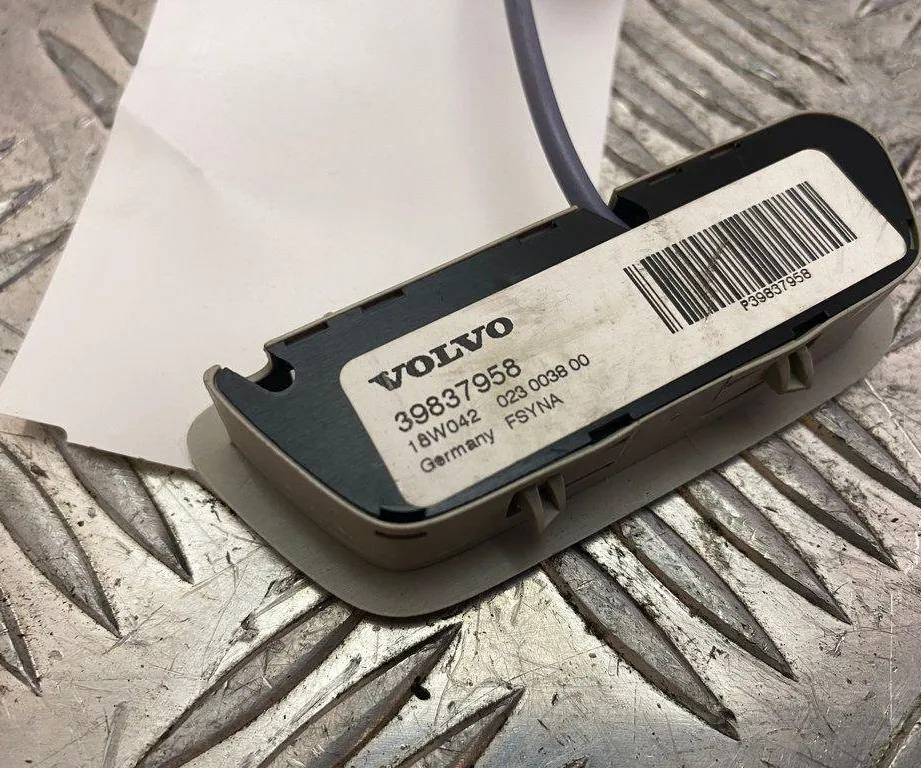 VOLVO
39837958
18W042 023 0038 00
Germany FSYNA
P39837958